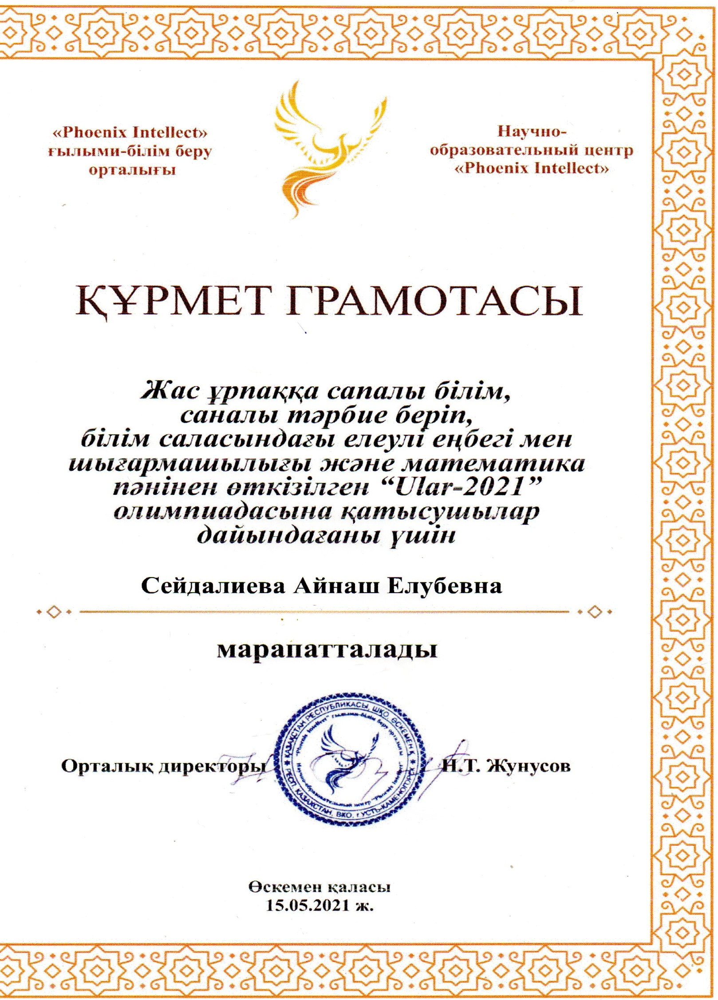 «Phoenix Intellect»
ғылыми-білім беру
орталығы
Научно-
образовательный центр
«Phoenix Intellect»
ҚҰРМЕТ ГРАМОТАСЫ
Жас ұрпаққа сапалы білім,
саналы тәрбие беріп,
білім саласындағы елеулі еңбегі мен
шығармашылығы және математика
пәнінен өткізілген “Ular-2021”
олимпиадасына қатысушылар
дайындағаны үшін
Сейдалиева Айнаш Елубевна
марапатталады
Орталық директоры
Н.Т. Жунусов
ҚАЗАҚСТАН РЕСПУБЛИКАСЫ, ШҚО, ӨСКЕМЕН Қ.
"Phoenix Intellect" ғылыми-білім беру орталығы
Научно-образовательный центр "Phoenix Intellect"
РЕСП. КАЗАХСТАН, ВКО, г.УСТЬ-КАМЕНОГОРСК
Өскемен қаласы
15.05.2021 ж.